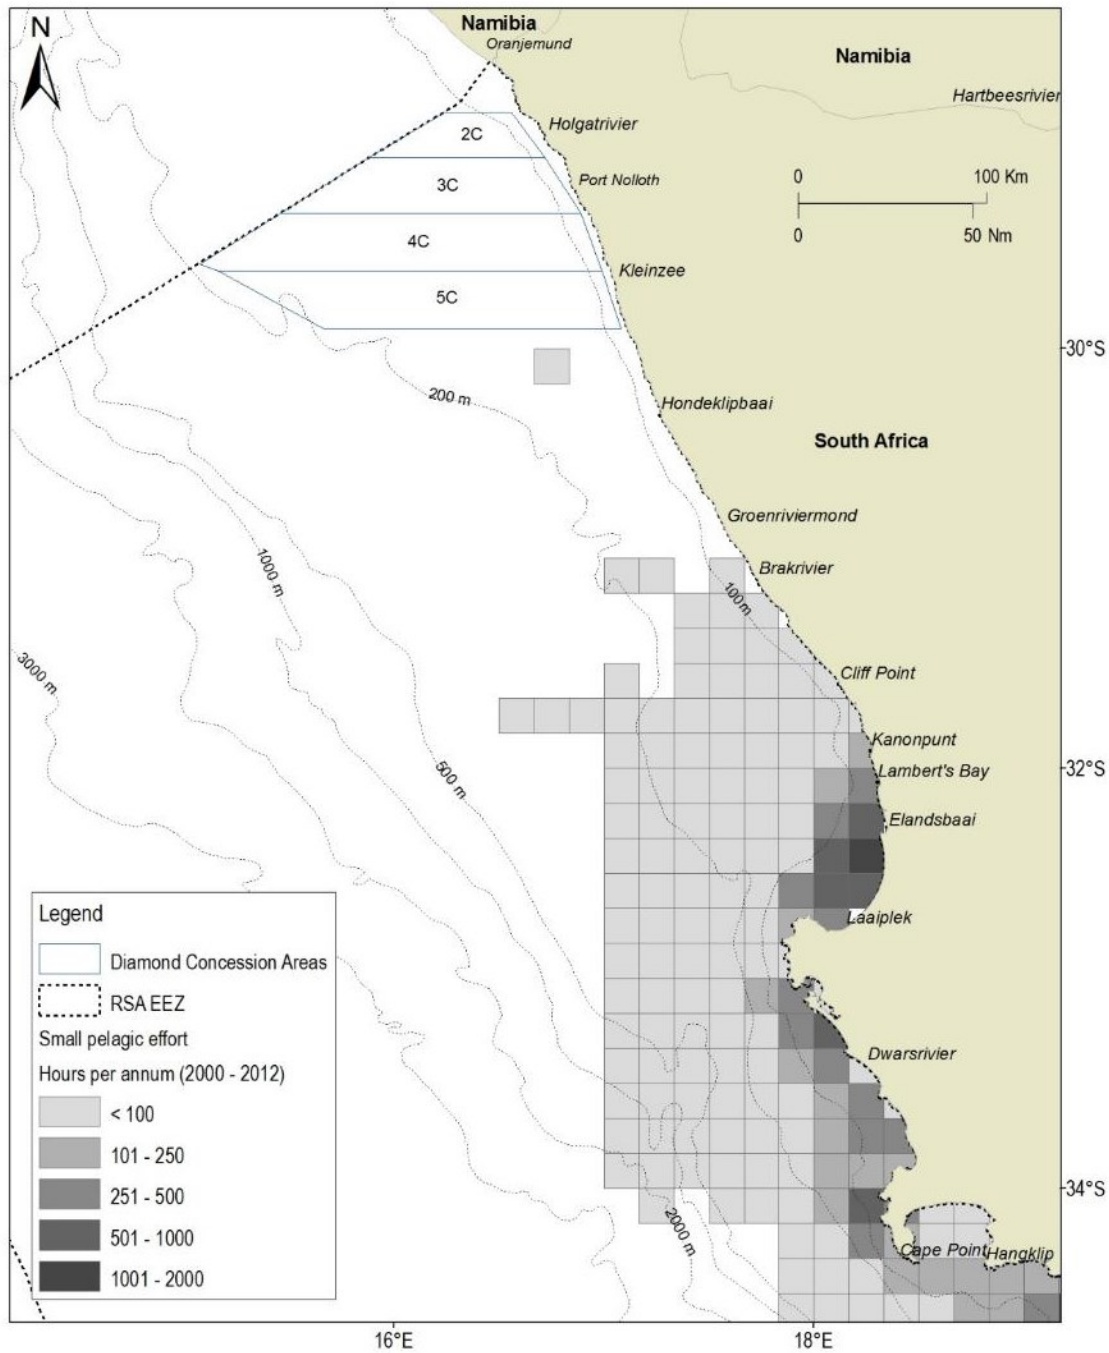 N
Namibia
Oranjemund
Namibia
Hartbeesrivier
2C
Holgatrivier
3C
Port Nolloth
0 100 Km
0 50 Nm
4C
Kleinzee
5C
30°S
200 m
Hondeklipbaai
South Africa
Groenriviermond
1000 m
Brakrivier
100m
3000 m
Cliff Point
500 m
Kanonpunt
32°S
Lambert's Bay
Elandsbaai
Laaiplek
Dwarsrivier
34°S
2000 m
Cape Point
Hangklip
Legend
Diamond Concession Areas
RSA EEZ
Small pelagic effort
Hours per annum (2000 - 2012)
< 100
101 - 250
251 - 500
501 - 1000
1001 - 2000
16°E
18°E